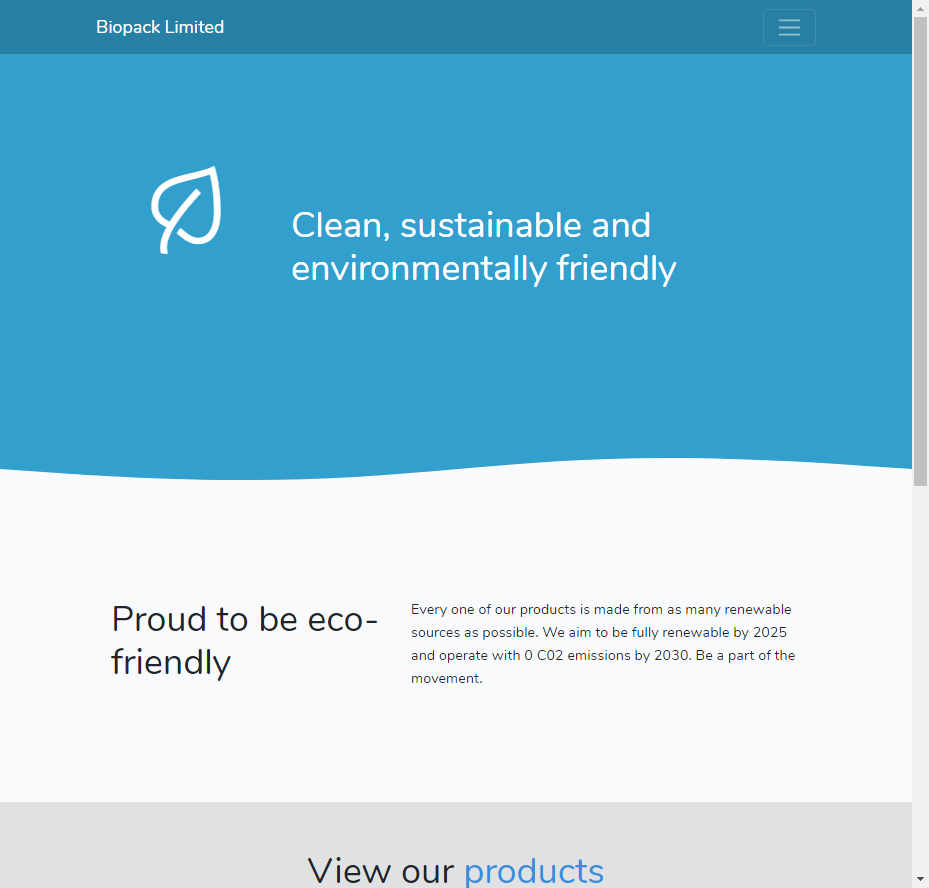 Biopack Limited
Clean, sustainable and
environmentally friendly
Proud to be eco-
friendly
Every one of our products is made from as many renewable
sources as possible. We aim to be fully renewable by 2025
and operate with 0 C02 emissions by 2030. Be a part of the
movement.
View our products